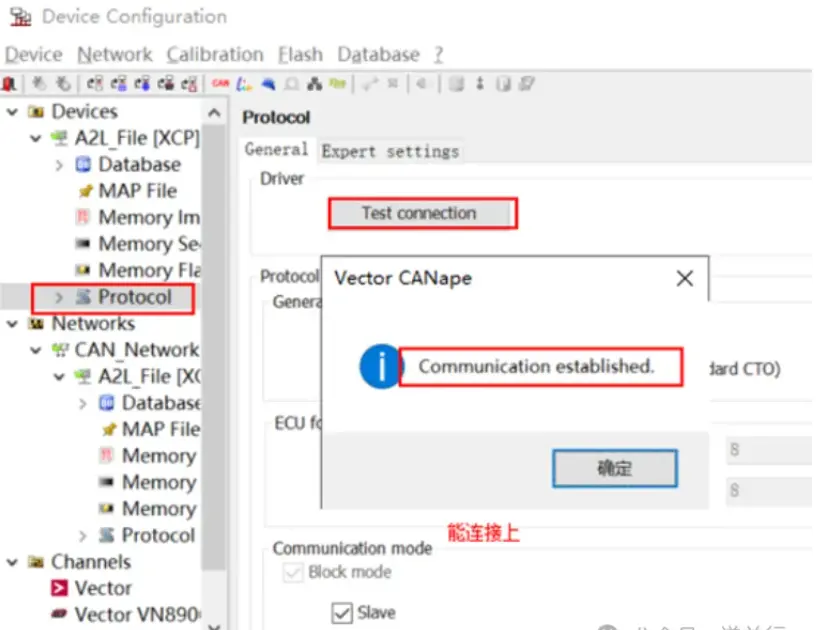 Device Configuration
Device Network Calibration Flash Database ?
Devices
A2L_File [XCP]
Database
MAP File
Memory Im
Memory Se
Memory Fla
Protocol
Networks
CAN_Network
A2L_File [XC
Database
MAP File
Memory
Memory
Memory
Protocol
Channels
Vector
Vector VN890
Protocol
General Expert settings
Driver
Test connection
Protocol
Genera
Vector CANape
Communication established.
dard CTO)
确定
ECU fo
8
8
能连接上
Communication mode
Block mode
Slave